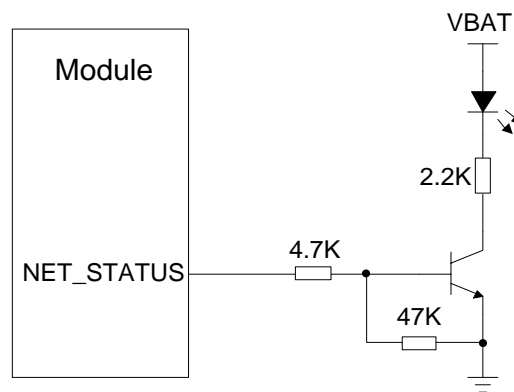 VBAT
Module
2.2K
4.7K
NET_STATUS
47K